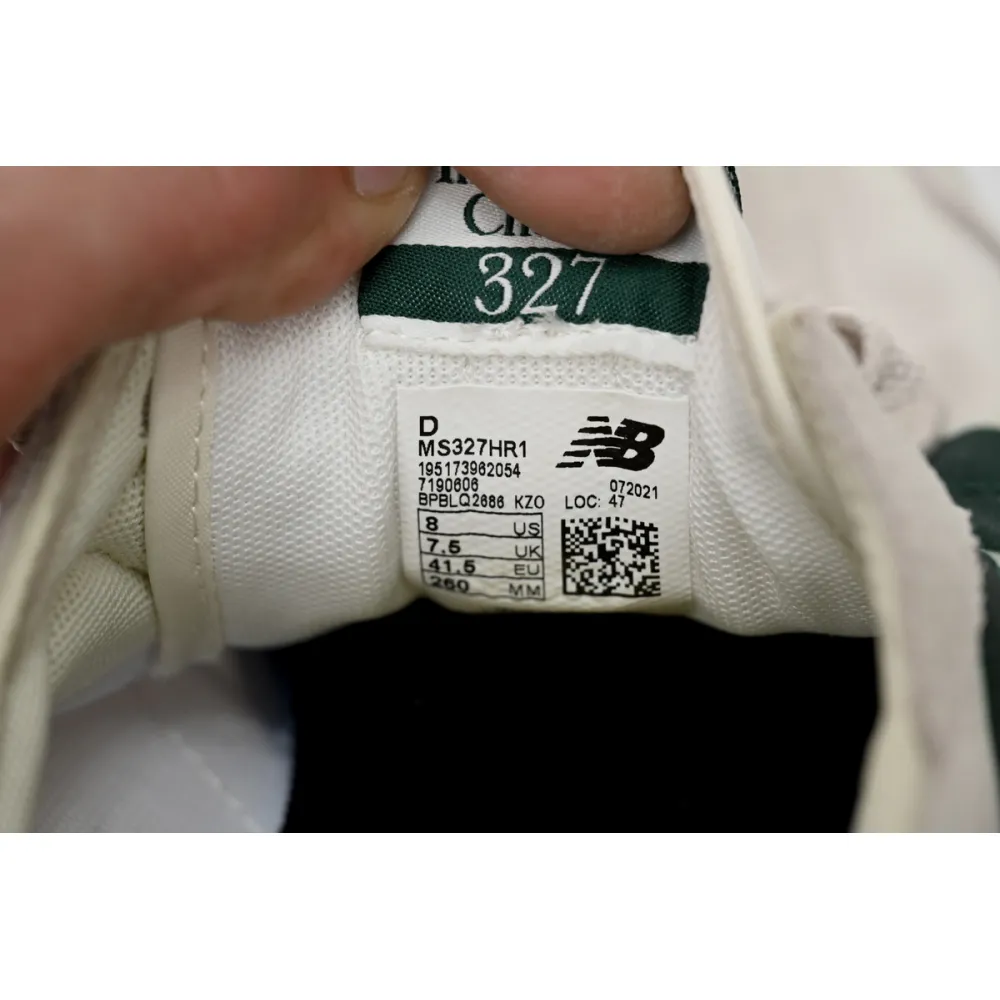 327
D
MS327HR1
195173962054
7190606
072021
BPBLQ2686 KZO LOC: 47
8 US
7.5 UK
41.5 EU
260 MM
NB